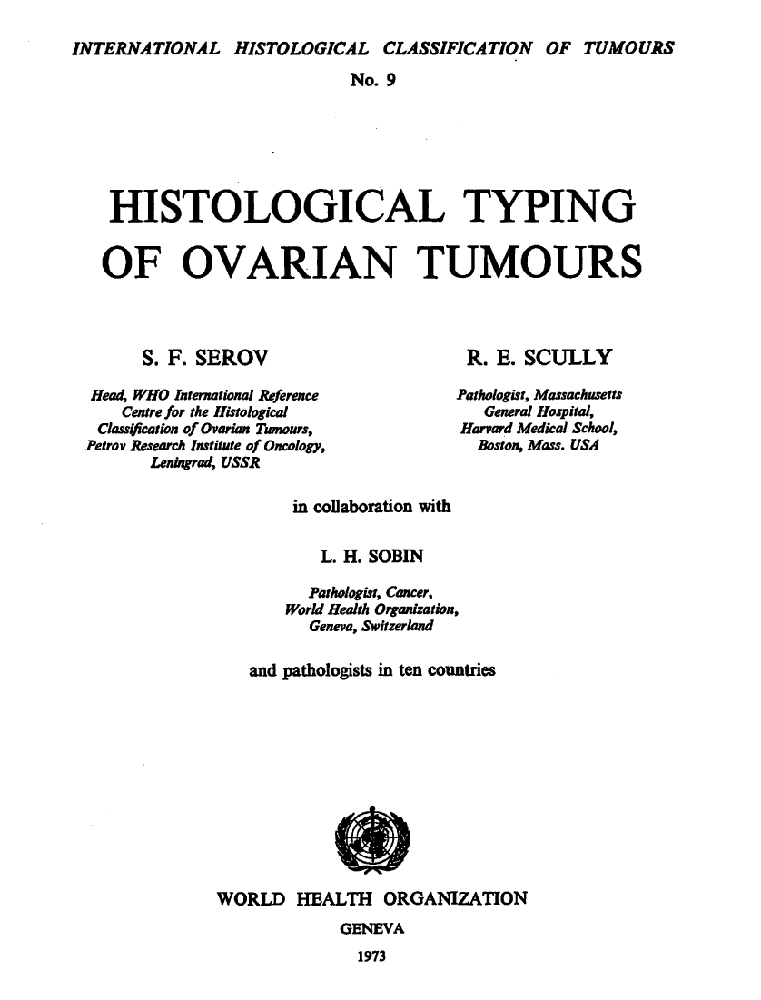 INTERNATIONAL HISTOLOGICAL CLASSIFICATION OF TUMOURS
No. 9
HISTOLOGICAL TYPING
OF OVARIAN TUMOURS
S. F. SEROV
Head, WHO International Reference
Centre for the Histological
Classification of Ovarian Tumours,
Petrov Research Institute of Oncology,
Leningrad, USSR
R. E. SCULLY
Pathologist, Massachusetts
General Hospital,
Harvard Medical School,
Boston, Mass. USA
in collaboration with
L. H. SOBIN
Pathologist, Cancer,
World Health Organization,
Geneva, Switzerland
and pathologists in ten countries
WORLD HEALTH ORGANIZATION
GENEVA
1973